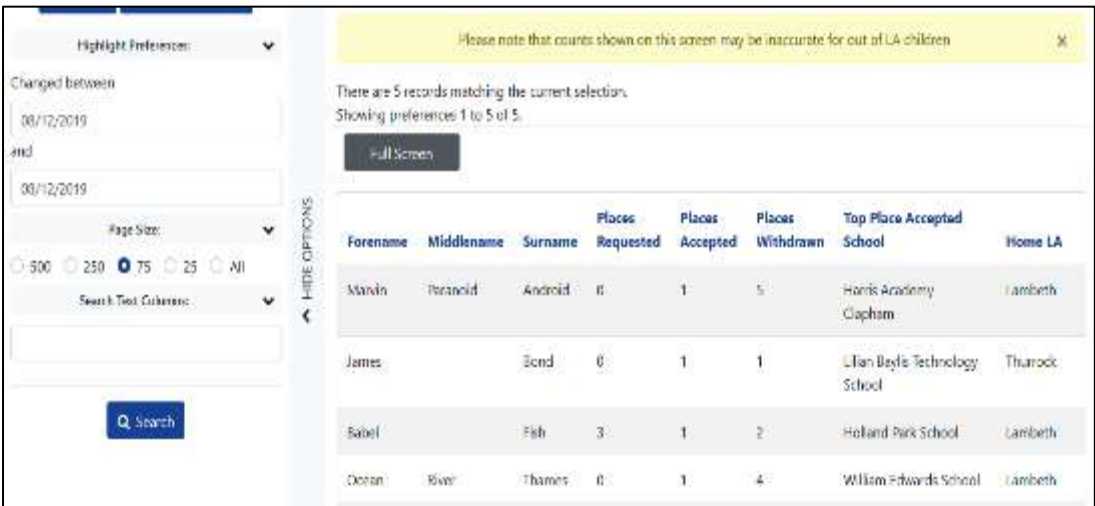 Highlight Preferences:
Changed between
08/12/2019
and
08/12/2019
Page Size:
500 250 75 25 All
Search Text Columns:
Search
HIDE OPTIONS
Please note that counts shown on this screen may be inaccurate for out of LA children
x
There are 5 records matching the current selection.
Showing preferences 1 to 5 of 5.
Full Screen
Places Places Places Top Place Accepted
Forename Middlename Surname Requested Accepted Withdrawn School Home LA
Marvin Paranoid Android 0 1 5 Harris Academy Lambeth
Clapham
James Bond 0 1 1 Lilian Baylis Technology Thurrock
School
Babel Fish 3 1 2 Holland Park School Lambeth
Ocean River Thames 0 1 4 William Edwards School Lambeth